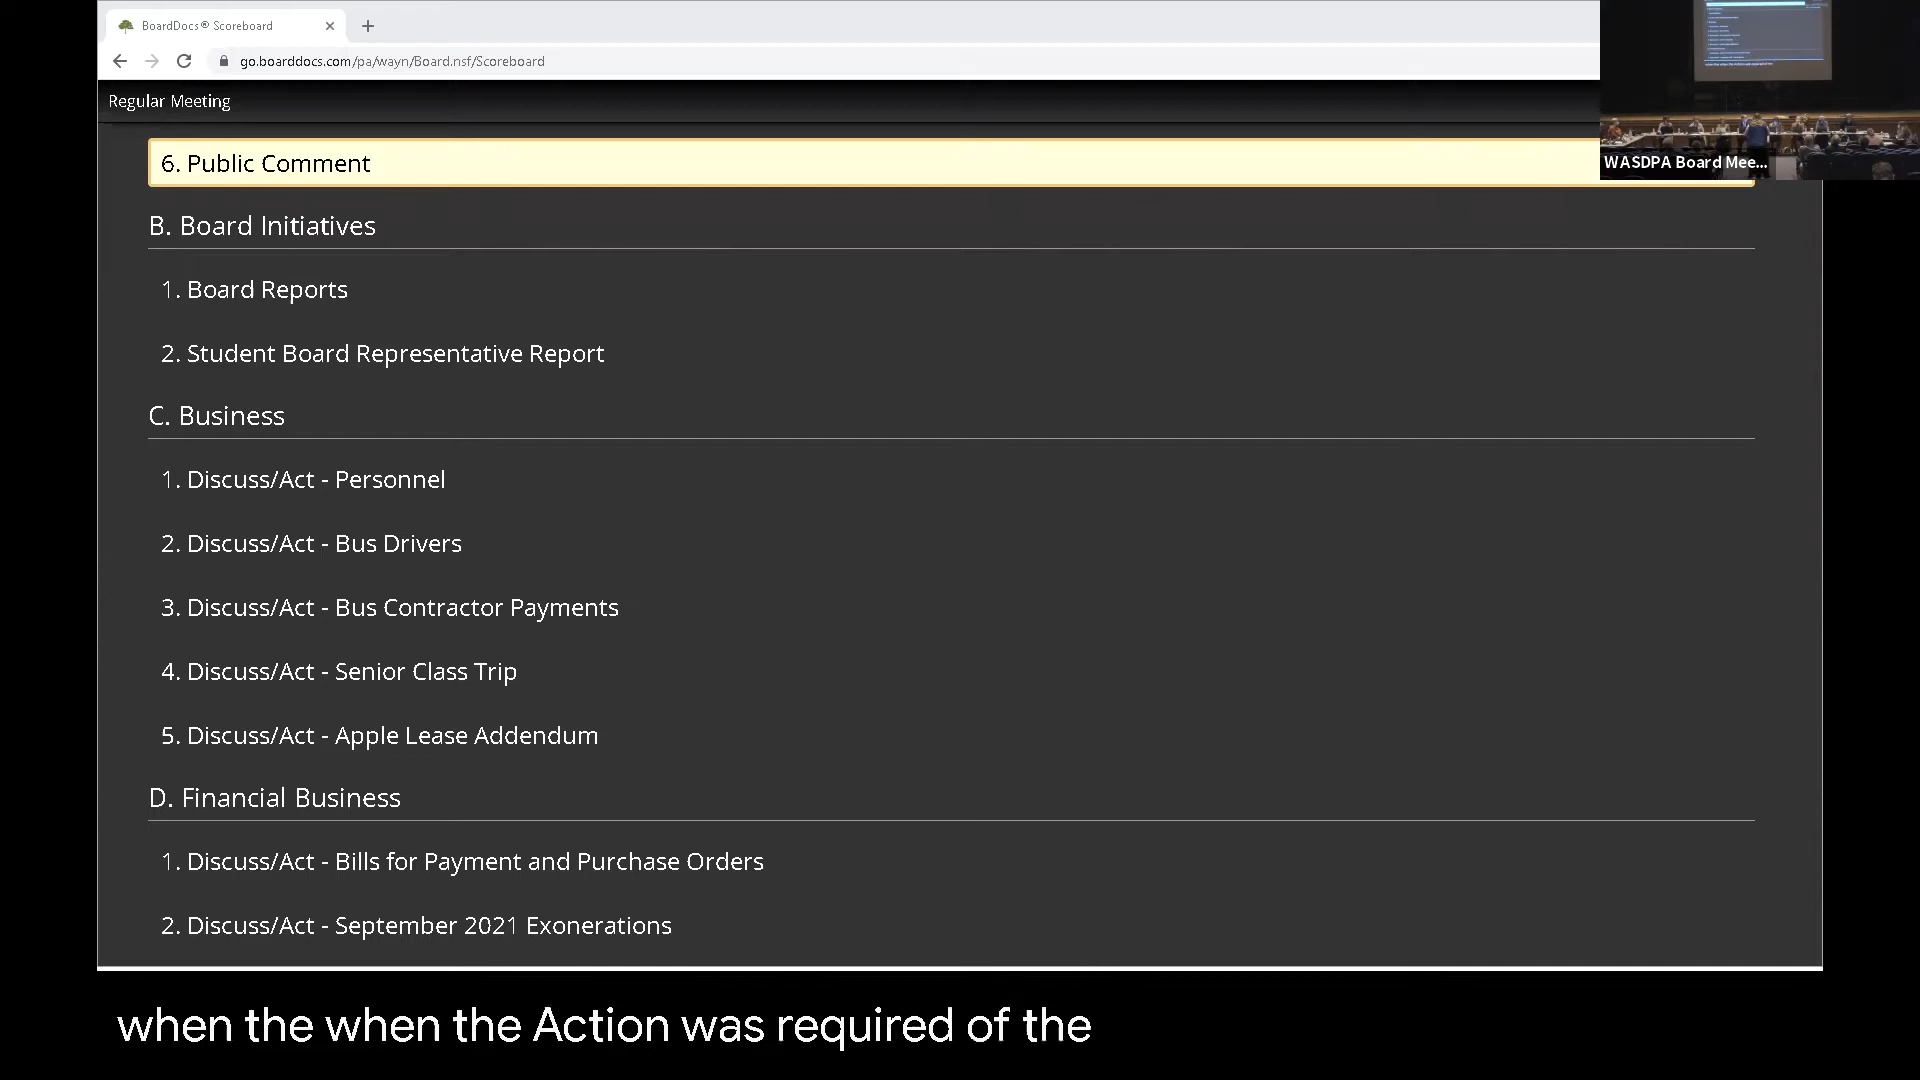 BoardDocs® Scoreboard
go.boarddocs.com/pa/wayn/Board.nsf/Scoreboard
Regular Meeting
WASDPA Board Mee...
6. Public Comment
B. Board Initiatives
1. Board Reports
2. Student Board Representative Report
C. Business
1. Discuss/Act - Personnel
2. Discuss/Act - Bus Drivers
3. Discuss/Act - Bus Contractor Payments
4. Discuss/Act - Senior Class Trip
5. Discuss/Act - Apple Lease Addendum
D. Financial Business
1. Discuss/Act - Bills for Payment and Purchase Orders
2. Discuss/Act - September 2021 Exonerations
when the when the Action was required of the